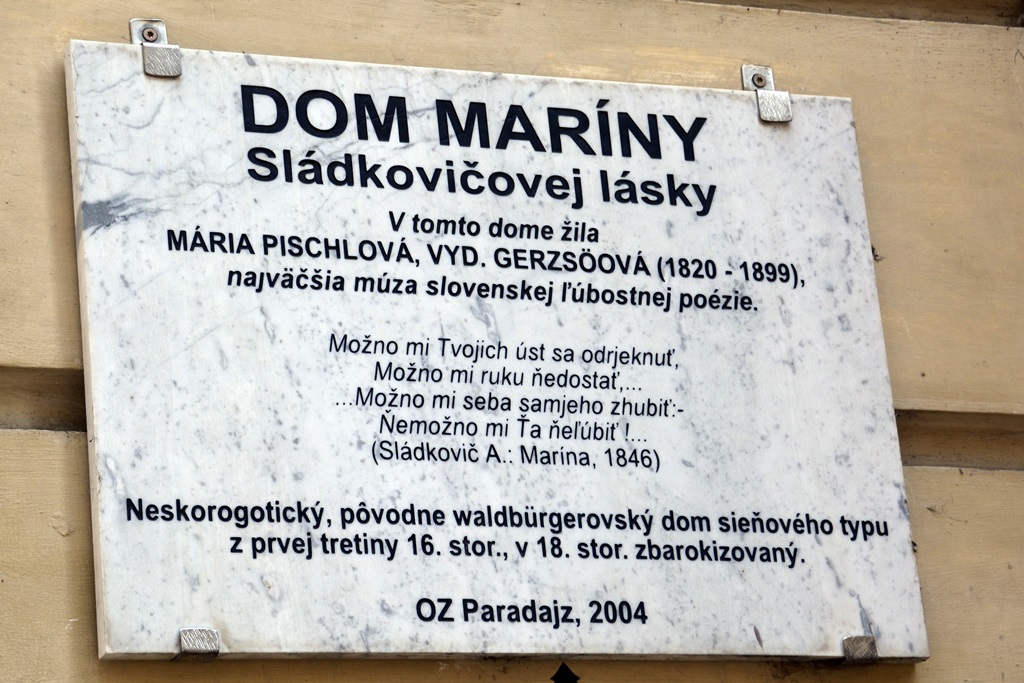 DOM MARÍNY
Sládkovičovej lásky
V tomto dome žila
MÁRIA PISCHLOVÁ, VYD. GERZSÖOVÁ (1820 - 1899),
najväčšia múza slovenskej ľúbostnej poézie.
Možno mi Tvojich úst sa odrjeknuť,
Možno mi ruku ňedostať,...
...Možno mi seba samjeho zhubiť:-
Ňemožno mi Ťa ňeľúbiť !...
(Sládkovič A.: Marina, 1846)
Neskorogotický, pôvodne waldbürgerovský dom sieňového typu
z prvej tretiny 16. stor., v 18. stor. zbarokizovaný.
OZ Paradajz, 2004